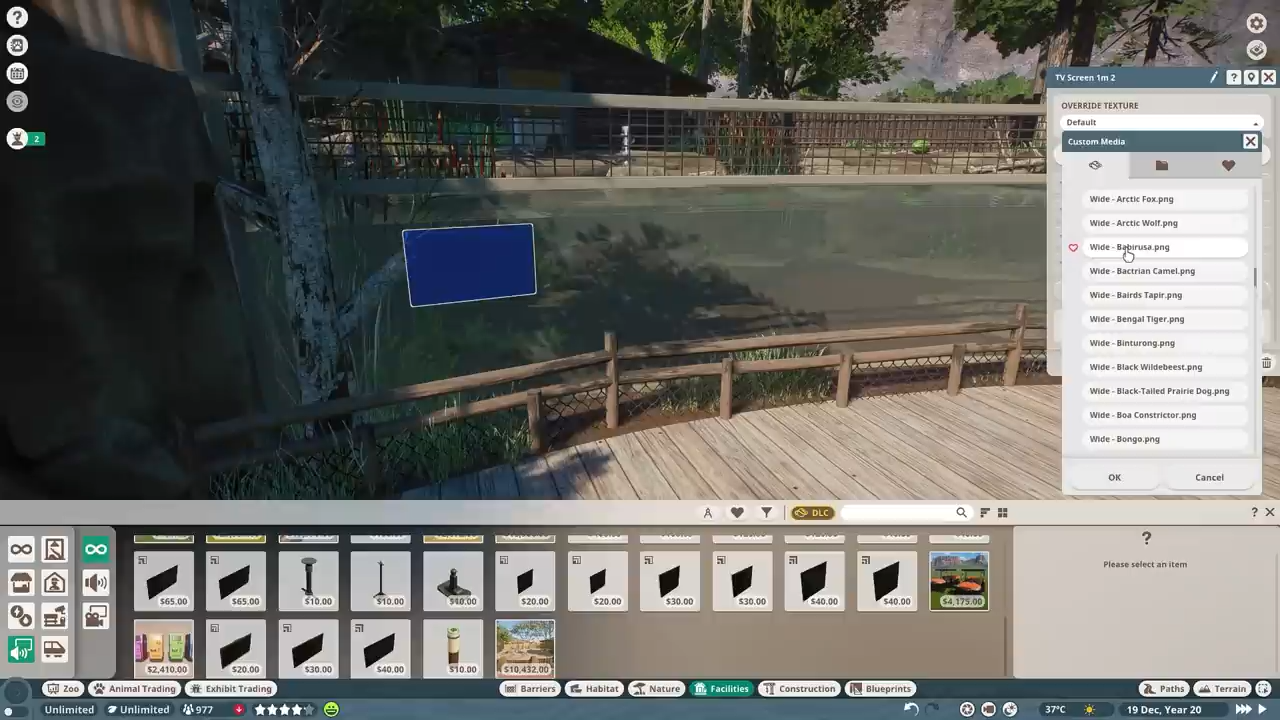 2
TV Screen 1m 2
?
OVERRIDE TEXTURE
Default
Custom Media
Wide - Arctic Fox.png
Wide - Arctic Wolf.png
Wide - Babirusa.png
Wide - Bactrian Camel.png
Wide - Bairds Tapir.png
Wide - Bengal Tiger.png
Wide - Binturong.png
Wide - Black Wildebeest.png
Wide - Black-Tailed Prairie Dog.png
Wide - Boa Constrictor.png
Wide - Bongo.png
OK Cancel
DLC
?
$65.00 $65.00 $10.00 $10.00 $10.00 $20.00 $20.00 $30.00 $30.00 $40.00 $40.00 $4,175.00
$2,410.00 $20.00 $30.00 $40.00 $10.00 $10,432.00
?
Please select an item
Zoo Animal Trading Exhibit Trading Barriers Habitat Nature Facilities Construction Blueprints Paths Terrain
Unlimited Unlimited 977 37°C 19 Dec, Year 20